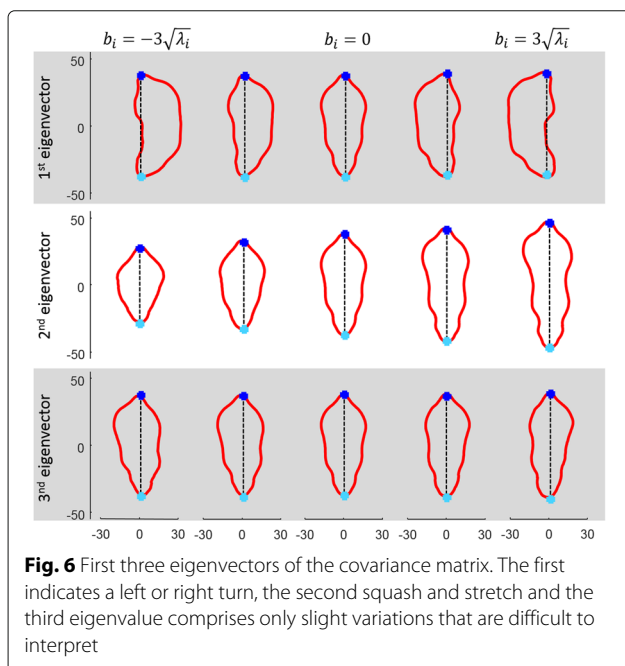 b_i = −3√λ_i b_i = 0 b_i = 3√λ_i
50
0
-50
1st eigenvector
50
0
-50
2nd eigenvector
50
0
-50
3nd eigenvector
-30 0 30 -30 0 30 -30 0 30 -30 0 30 -30 0 30
Fig. 6 First three eigenvectors of the covariance matrix. The first
indicates a left or right turn, the second squash and stretch and the
third eigenvalue comprises only slight variations that are difficult to
interpret